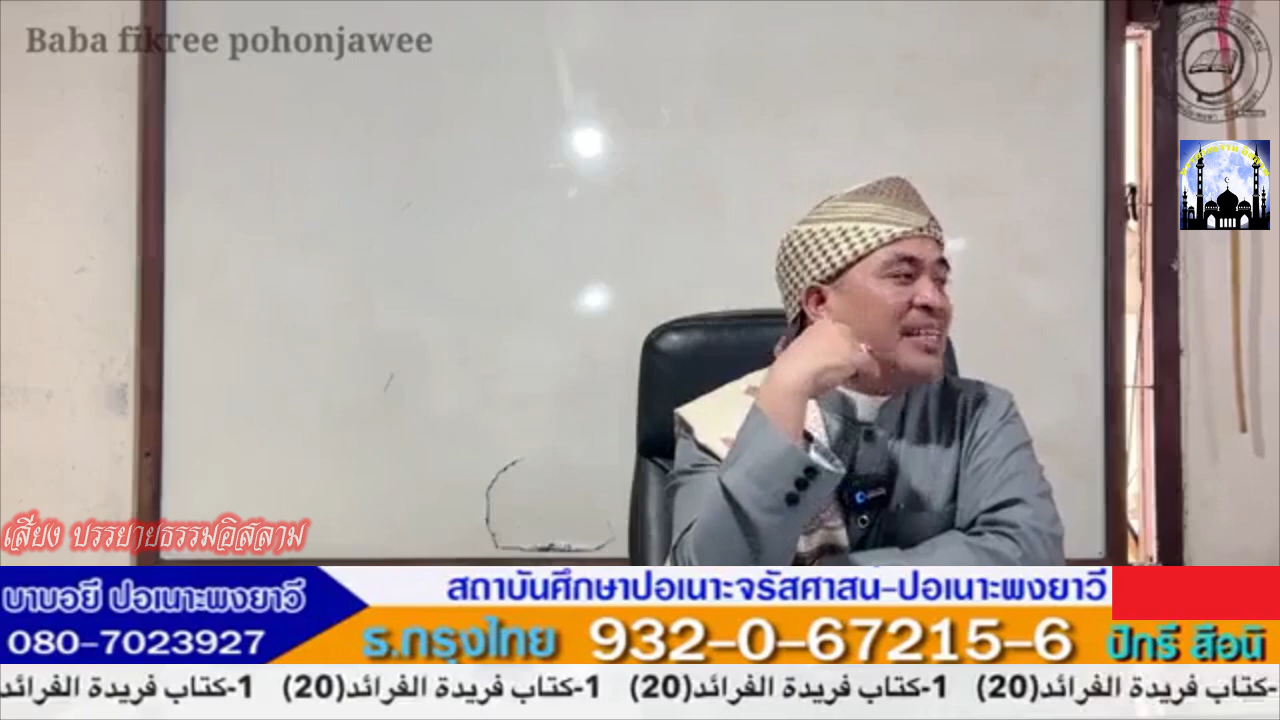 Baba fikree pohonjawee
เสียง บรรยายธรรมอิสลาม
บาบอยี ปอเนาะพงยาวี
080-7023927
สถาบันศึกษาปอเนาะจรัสศาสน-ปอเนาะพงยาวี
ธ.กรุงไทย 932-0-67215-6 ปิกรี สือนิ
1-كتاب فريدة الفرائد(20) 1-كتاب فريدة الفرائد(20) 1-كتاب فريدة الفرائد(20) -كتاب فريدة الفرائد(20)